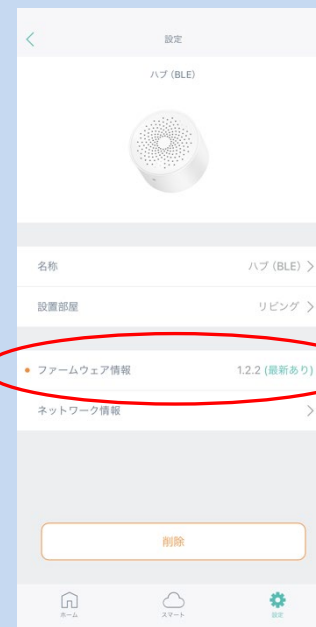 設定
ハブ (BLE)
名称 ハブ (BLE)
設置部屋 リビング
ファームウェア情報 1.2.2 (最新あり)
ネットワーク情報
削除
ホーム スマート 設定